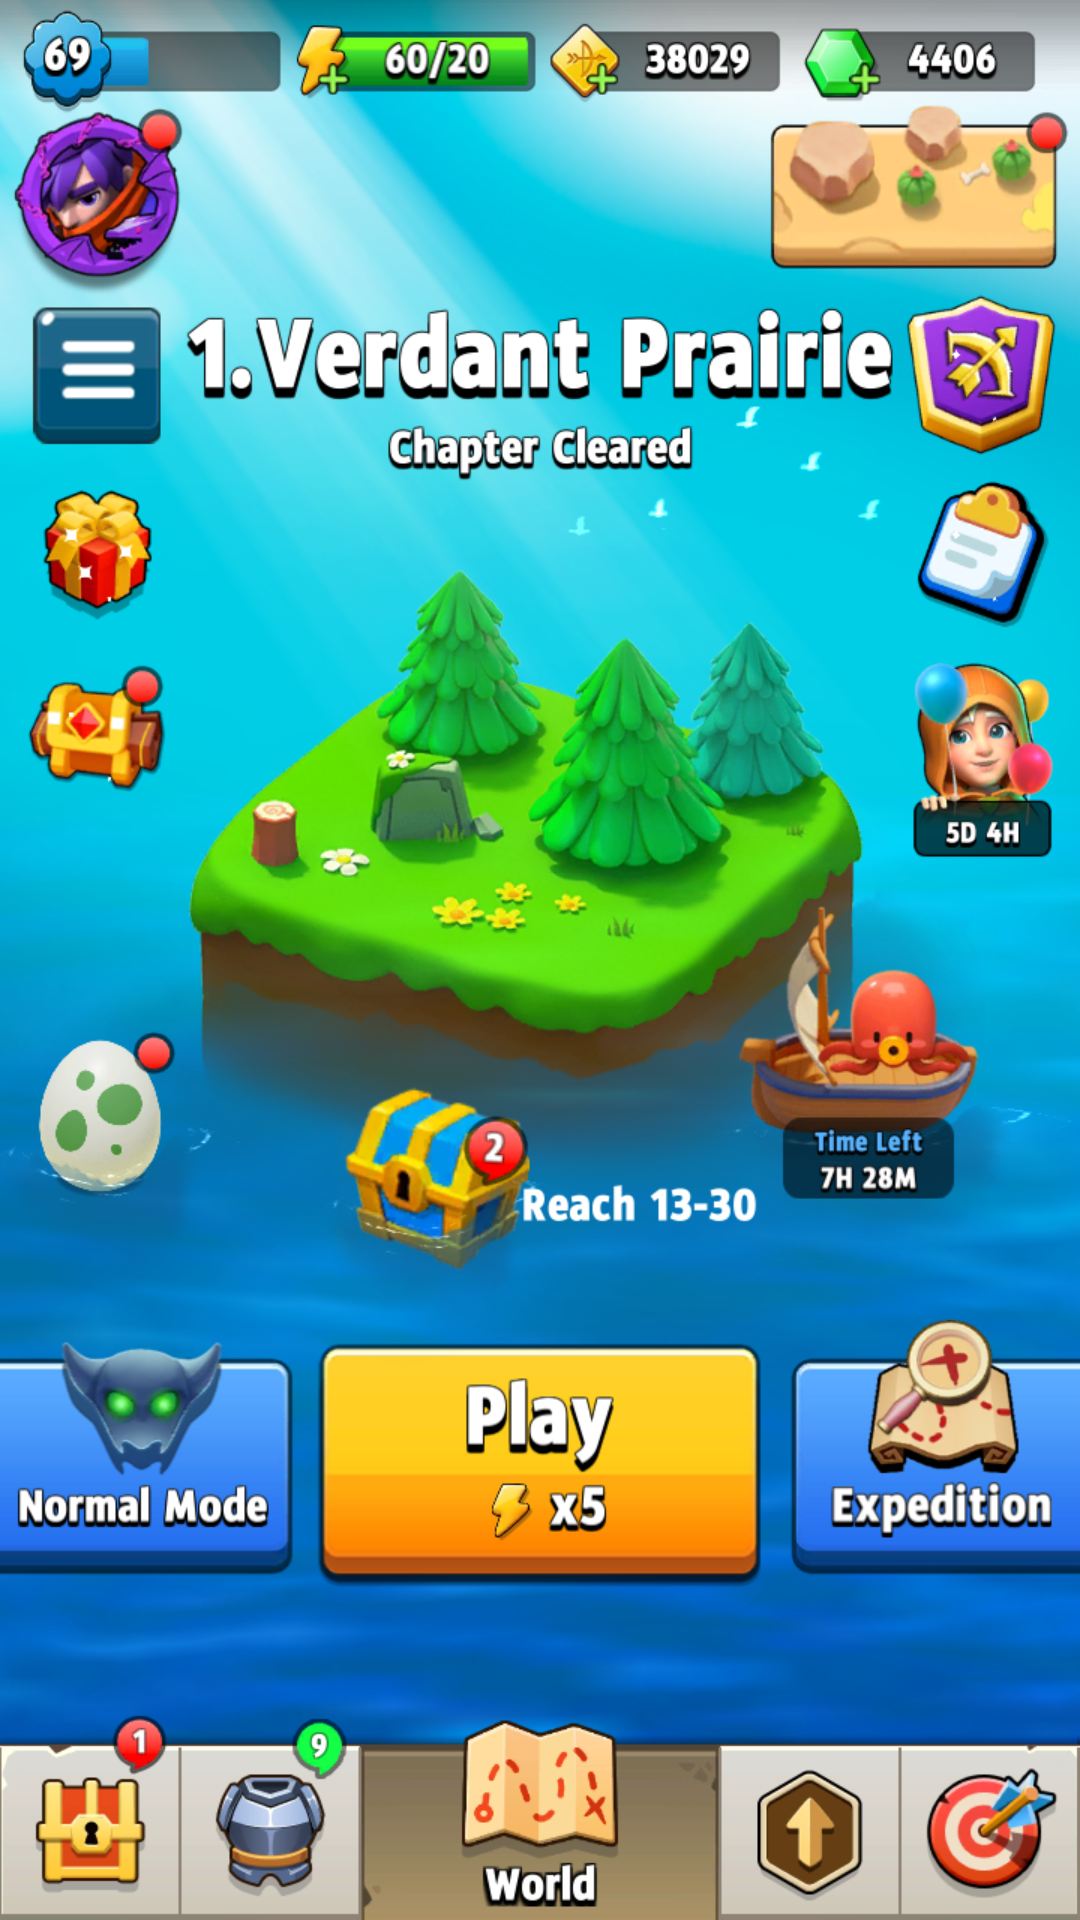 69
60/20
38029
4406
1.Verdant Prairie
Chapter Cleared
5D 4H
Time Left
7H 28M
2
Reach 13-30
Normal Mode
Play
x5
Expedition
1
9
World